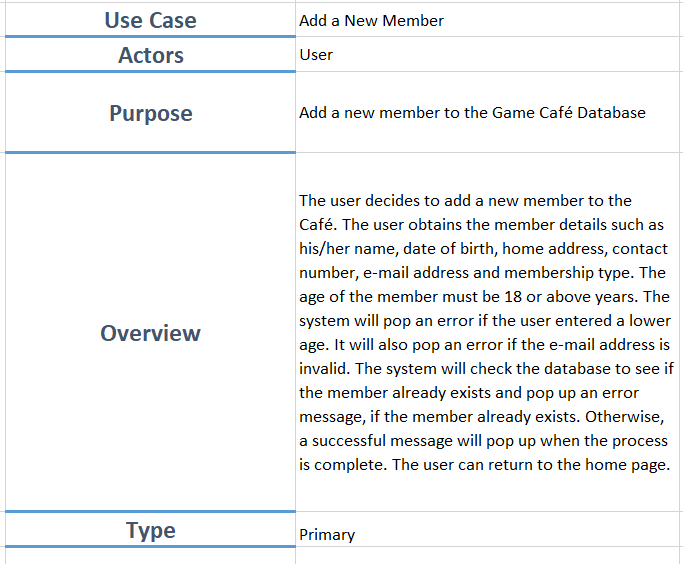 Use Case
Add a New Member
Actors
User
Purpose
Add a new member to the Game Café Database
Overview
The user decides to add a new member to the
Café. The user obtains the member details such as
his/her name, date of birth, home address, contact
number, e-mail address and membership type. The
age of the member must be 18 or above years. The
system will pop an error if the user entered a lower
age. It will also pop an error if the e-mail address is
invalid. The system will check the database to see if
the member already exists and pop up an error
message, if the member already exists. Otherwise,
a successful message will pop up when the process
is complete. The user can return to the home page.
Type
Primary